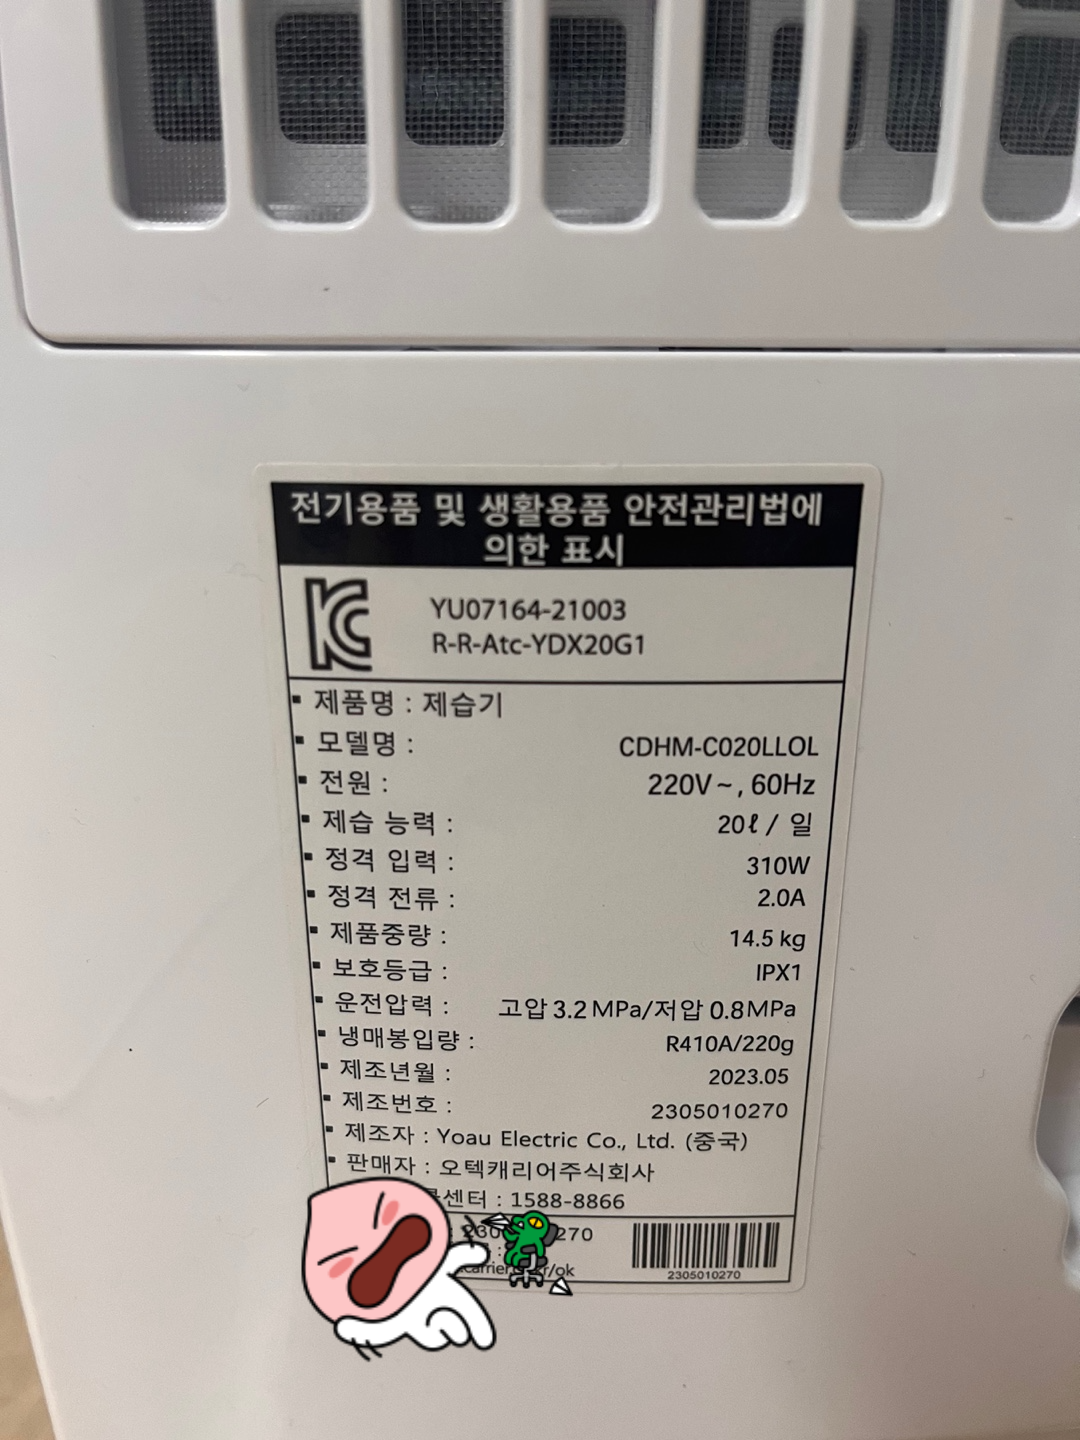 전기용품 및 생활용품 안전관리법에
의한 표시
YU07164-21003
R-R-Atc-YDX20G1
제품명 : 제습기
모델명 : CDHM-C020LLOL
전원 : 220V~, 60Hz
제습 능력 : 20ℓ / 일
정격 입력 : 310W
정격 전류 : 2.0A
제품중량 : 14.5 kg
보호등급 : IPX1
운전압력 : 고압 3.2 MPa/저압 0.8MPa
냉매봉입량 : R410A/220g
제조년월 : 2023.05
제조번호 : 2305010270
제조자 : Yoau Electric Co., Ltd. (중국)
판매자 : 오텍캐리어주식회사
센터 : 1588-8866
2305010270